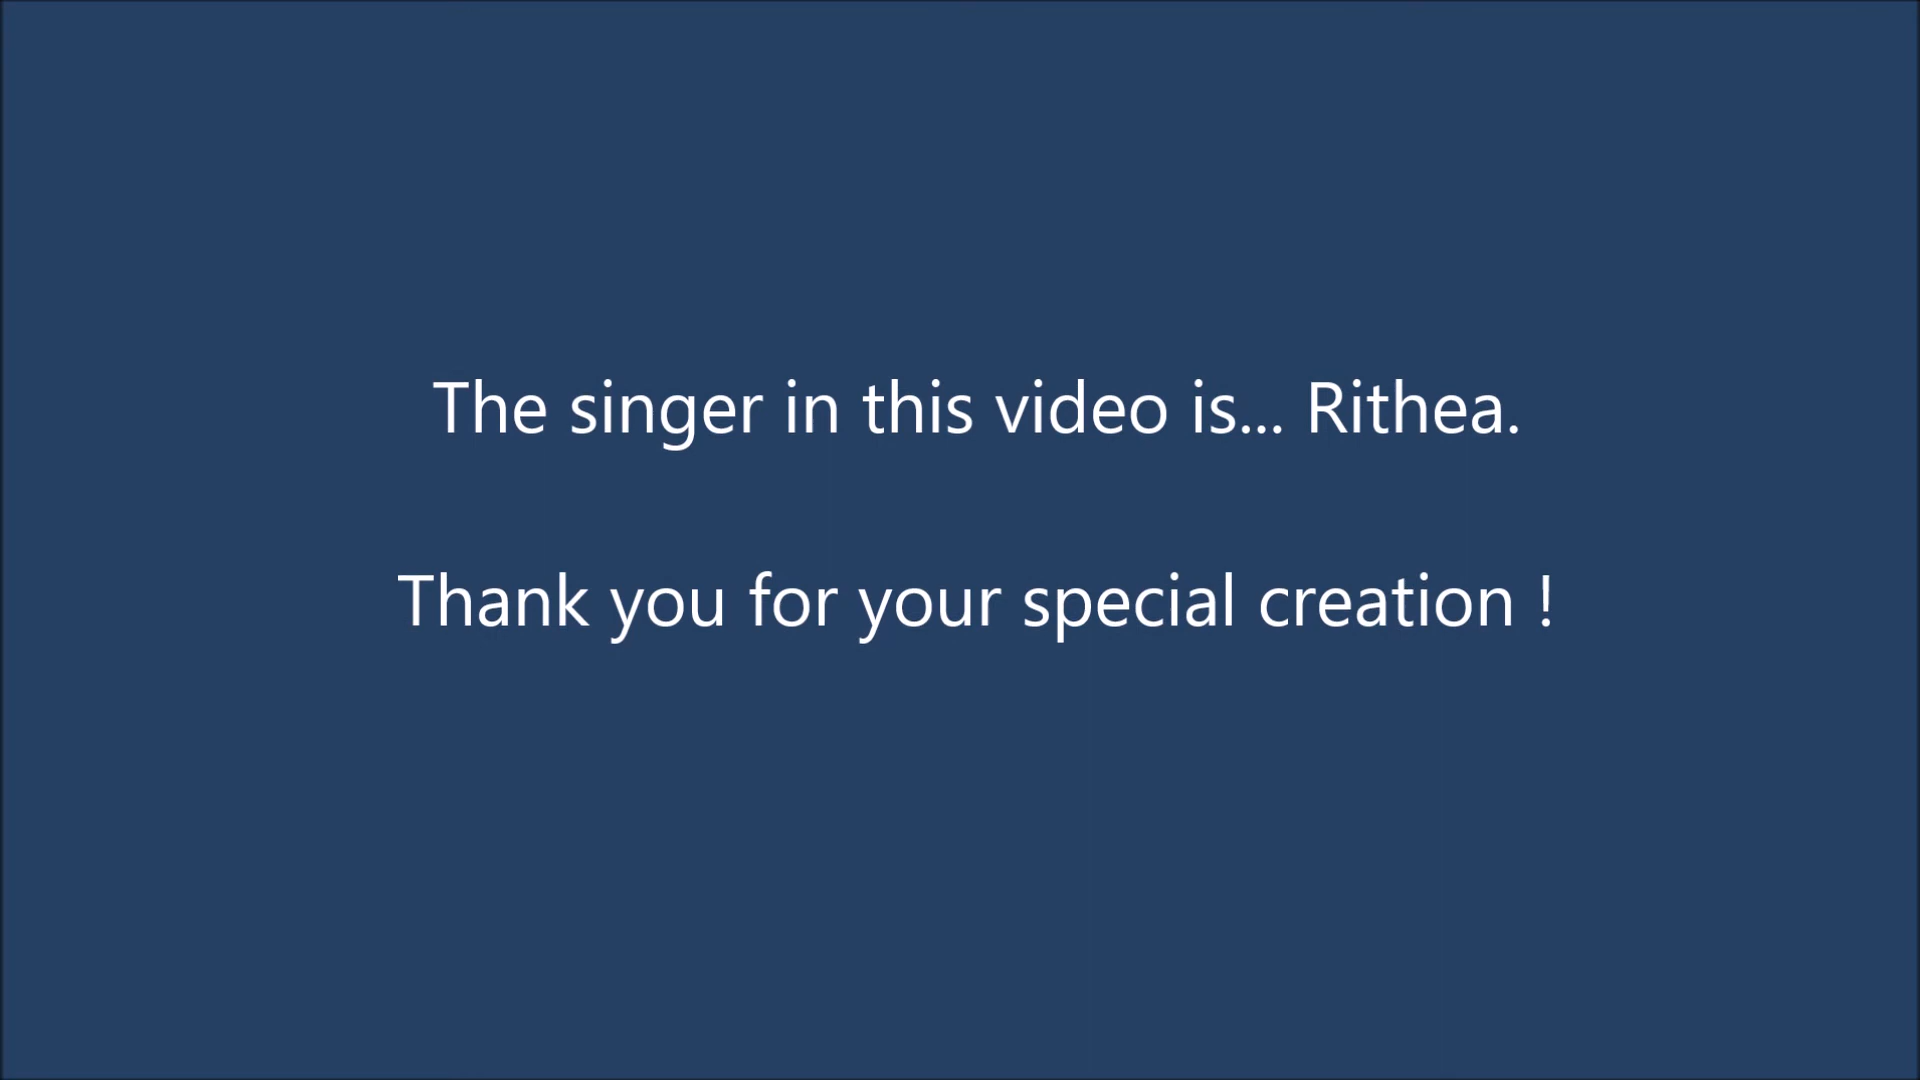 The singer in this video is... Rithea.
Thank you for your special creation !